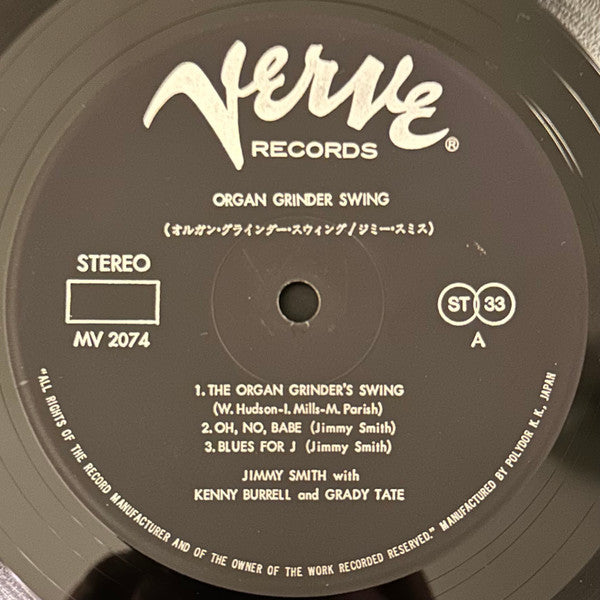 Verve
RECORDS ®
ORGAN GRINDER SWING
(オルガン・グラインダー・スウィング/ジミー・スミス)
STEREO
MV 2074
ST 33
A
1. THE ORGAN GRINDER'S SWING
(W. Hudson-I. Mills-M. Parish)
2. OH, NO, BABE (Jimmy Smith)
3. BLUES FOR J (Jimmy Smith)
JIMMY SMITH with
KENNY BURRELL and GRADY TATE
"ALL RIGHTS OF THE RECORD MANUFACTURER AND OF THE OWNER OF THE WORK RECORDED RESERVED." MANUFACTURED BY POLYDOR K. K., JAPAN